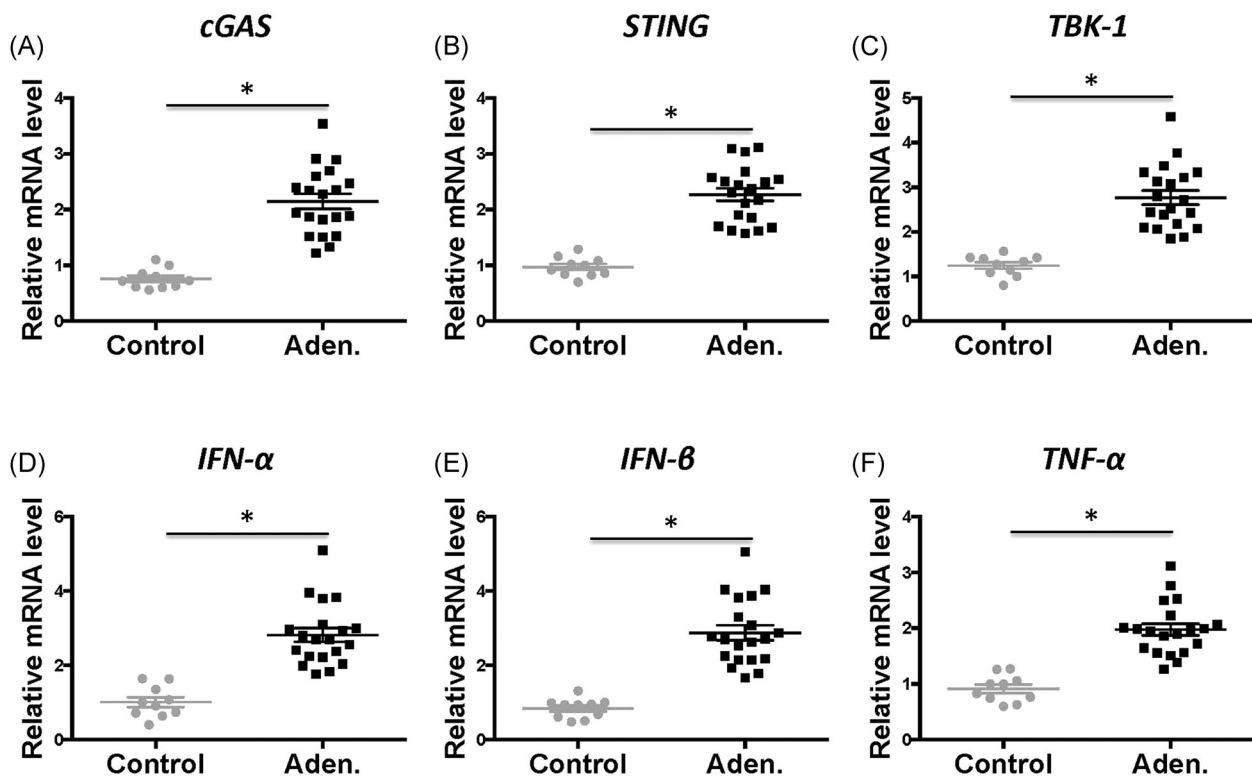 (A) cGAS
Relative mRNA level
4
3
2
1
0
*
Control Aden.
(B) STING
Relative mRNA level
4
3
2
1
0
*
Control Aden.
(C) TBK-1
Relative mRNA level
5
4
3
2
1
0
*
Control Aden.
(D) IFN-α
Relative mRNA level
6
4
2
0
*
Control Aden.
(E) IFN-β
Relative mRNA level
6
4
2
0
*
Control Aden.
(F) TNF-α
Relative mRNA level
4
3
2
1
0
*
Control Aden.